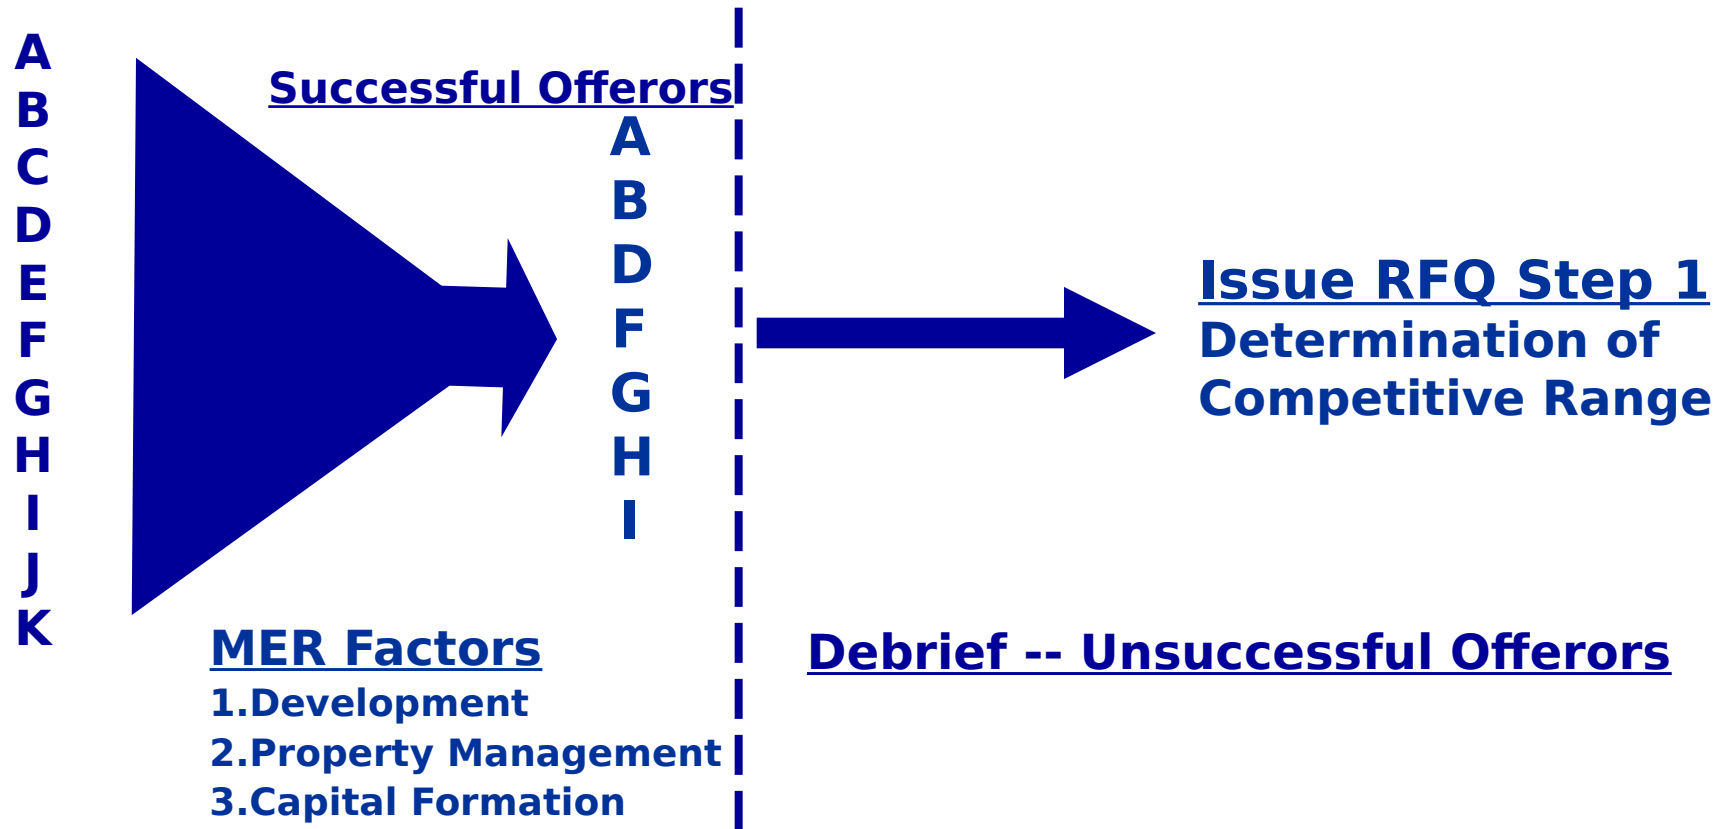 A
B
C
D
E
F
G
H
I
J
K
Successful Offerors
A
B
D
F
G
H
I
MER Factors
1.Development
2.Property Management
3.Capital Formation
Issue RFQ Step 1
Determination of
Competitive Range
Debrief -- Unsuccessful Offerors